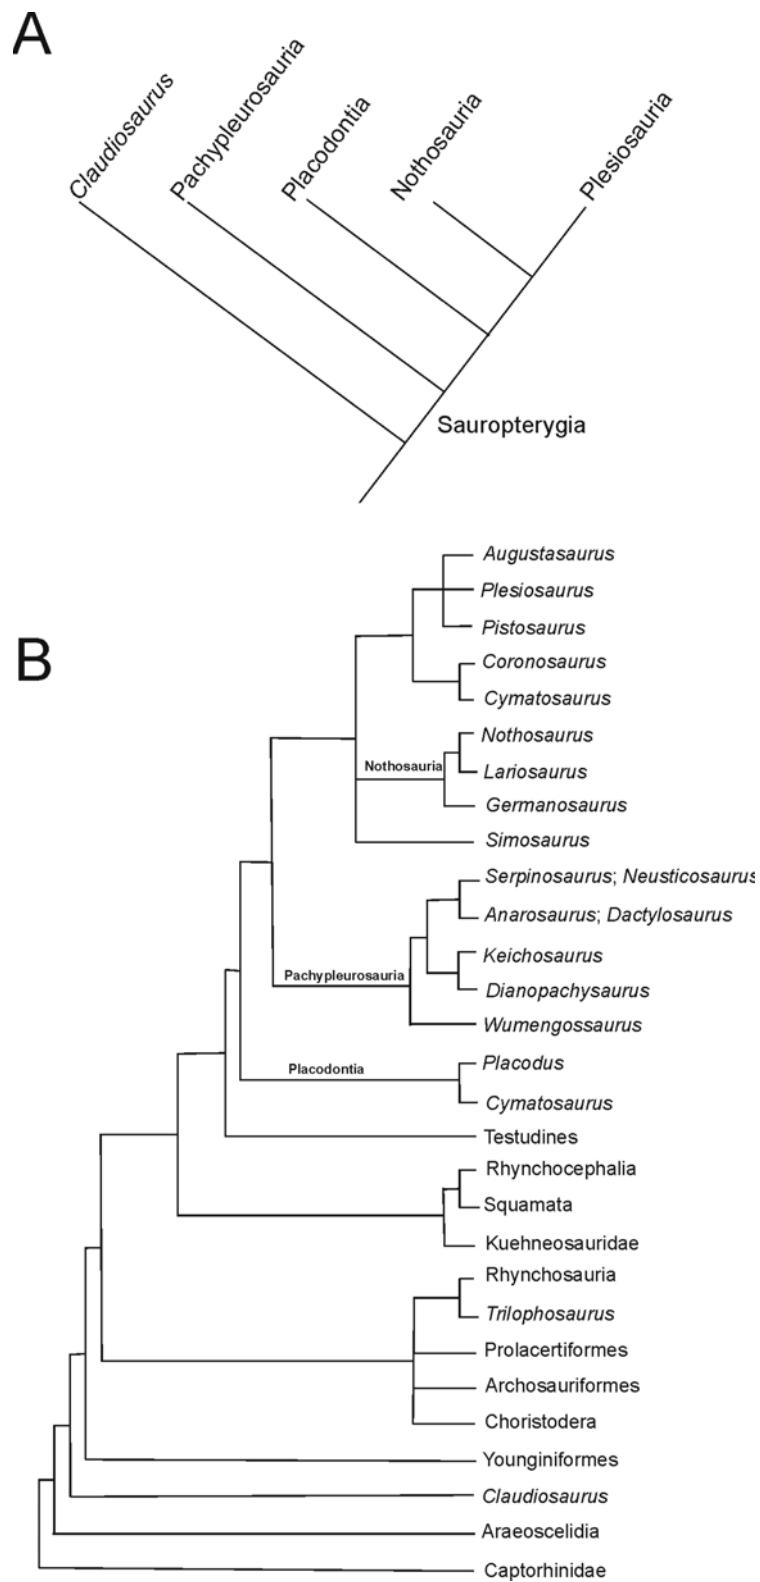 A
Claudiosaurus
Pachypleurosauria
Placodontia
Nothosauria
Plesiosauria
Sauropterygia
B
Augustasaurus
Plesiosaurus
Pistosaurus
Coronosaurus
Cymatosaurus
Nothosaurus
Nothosauria
Lariosaurus
Germanosaurus
Simosaurus
Serpinosaurus; Neusticosaurus
Anarosaurus; Dactylosaurus
Keichosaurus
Pachypleurosauria
Dianopachysaurus
Wumengossaurus
Placodus
Placodontia
Cymatosaurus
Testudines
Rhynchocephalia
Squamata
Kuehneosauridae
Rhynchosauria
Trilophosaurus
Prolacertiformes
Archosauriformes
Choristodera
Younginiformes
Claudiosaurus
Araeoscelidia
Captorhinidae